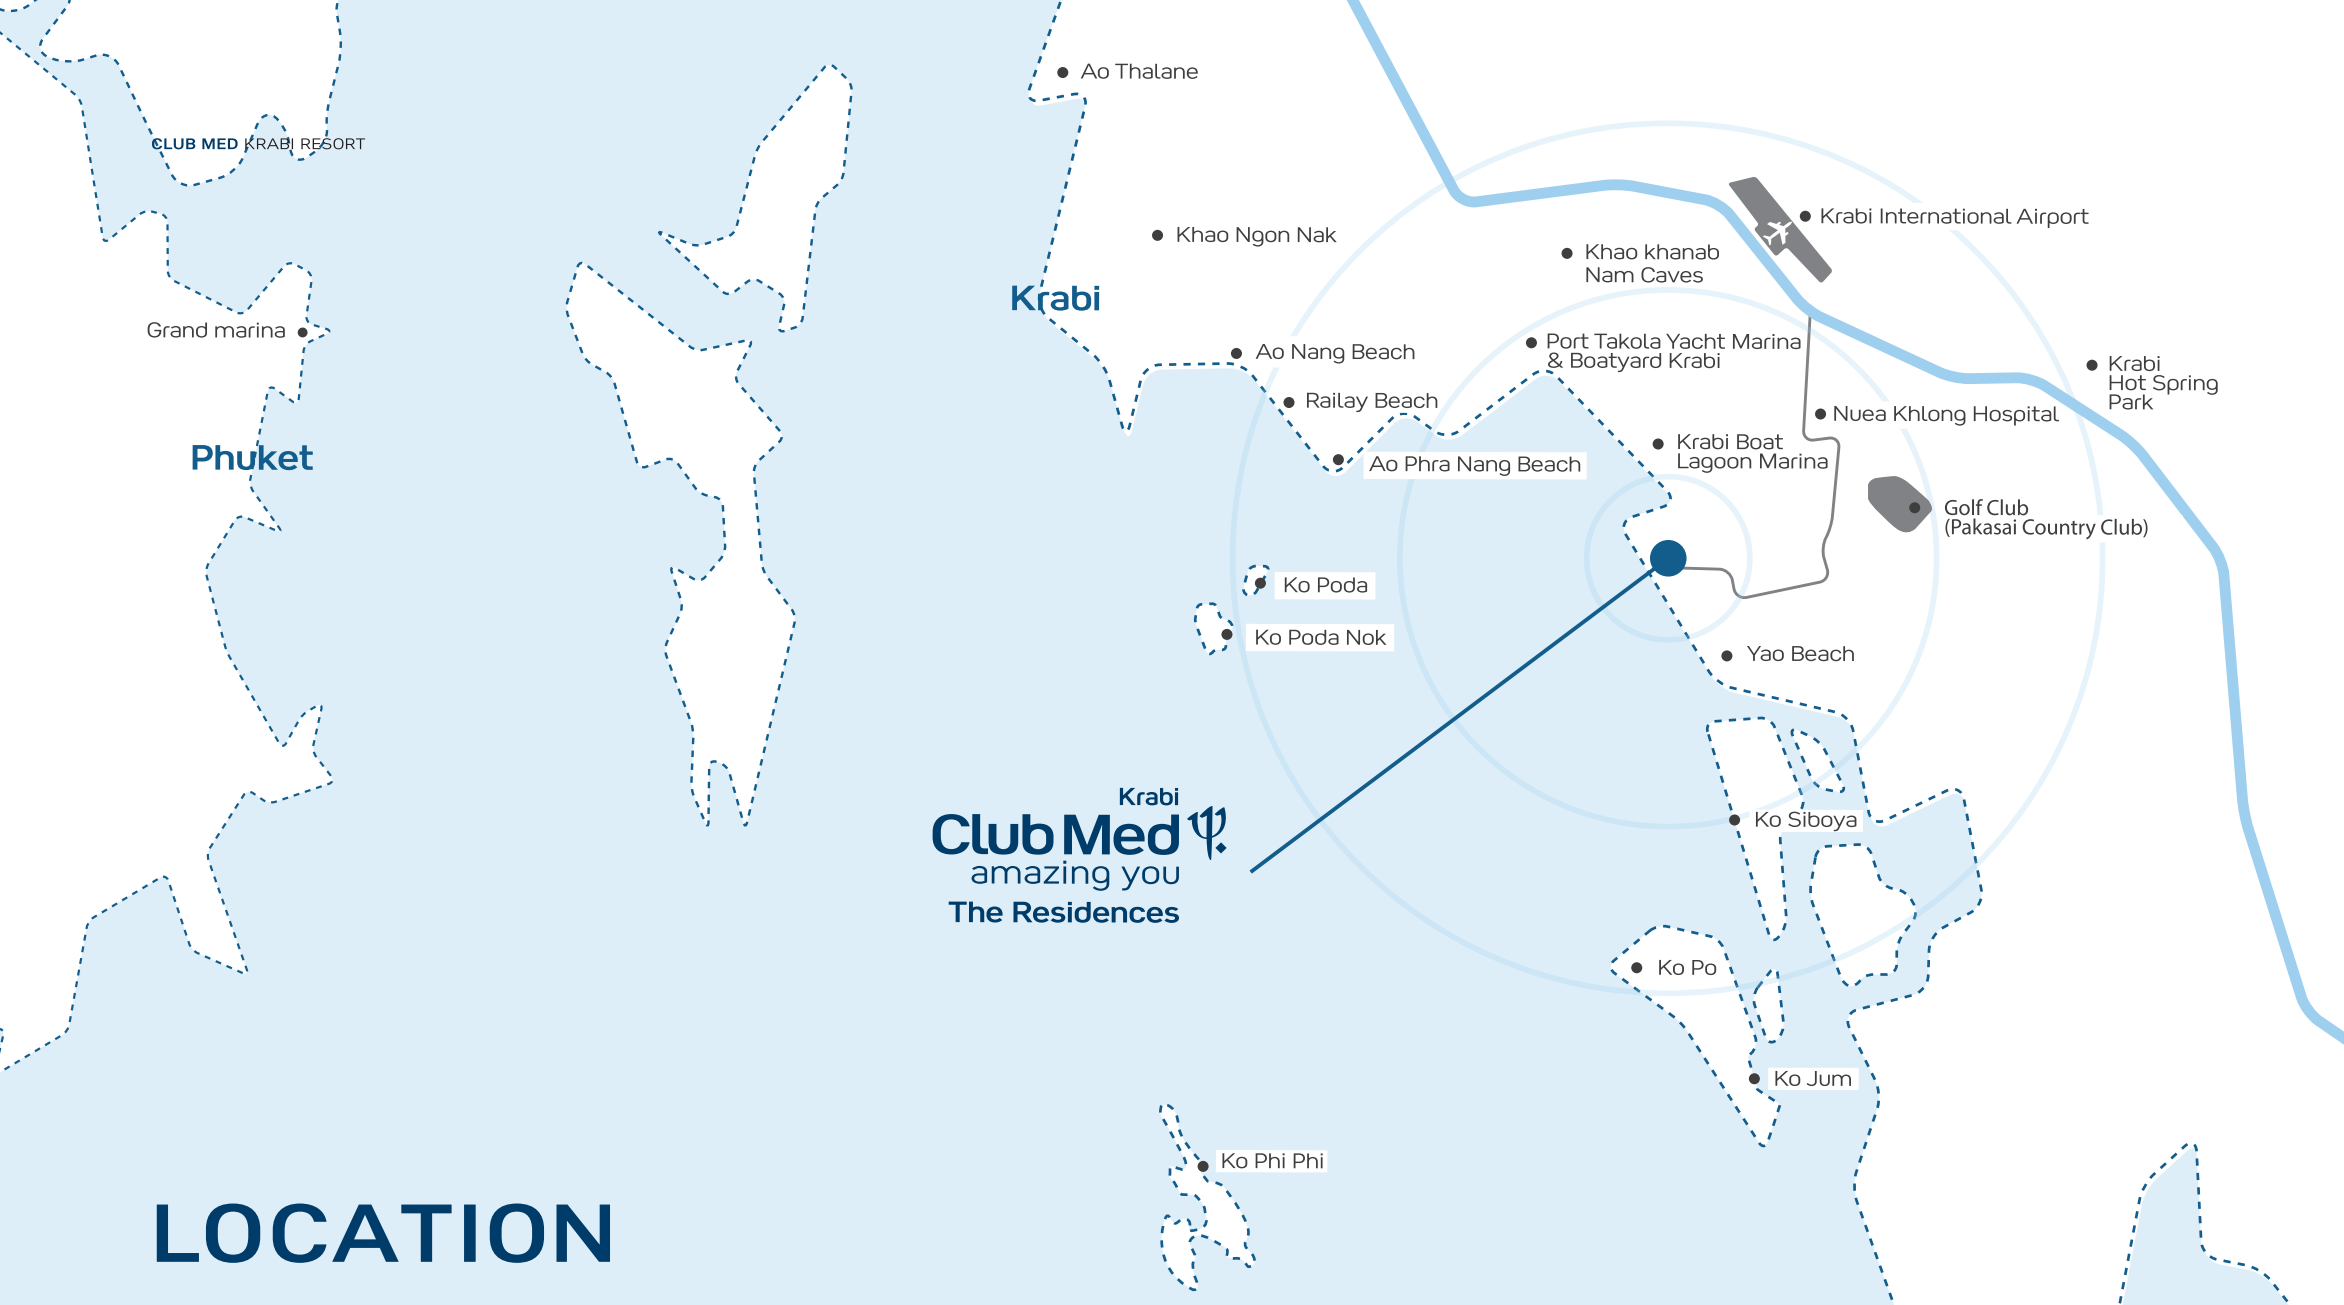 Ao Thalane
CLUB MED KRABI RESORT
Krabi International Airport
Khao Ngon Nak
Khao khanab
Nam Caves
Krabi
Grand marina
Port Takola Yacht Marina
& Boatyard Krabi
Ao Nang Beach
Krabi
Hot Spring
Park
Railay Beach
Nuea Khlong Hospital
Krabi Boat
Lagoon Marina
Phuket
Ao Phra Nang Beach
Golf Club
(Pakasai Country Club)
Ko Poda
Ko Poda Nok
Yao Beach
Krabi
Club Med
amazing you
The Residences
Ko Siboya
Ko Po
Ko Jum
Ko Phi Phi
LOCATION